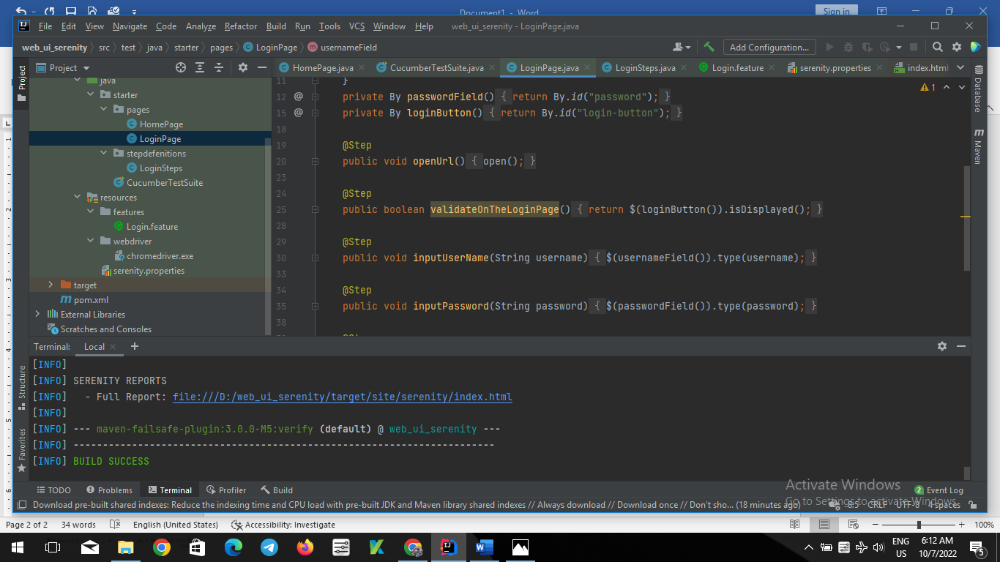 Document1 - Word
Sign in
IJ File Edit View Navigate Code Analyze Refactor Build Run Tools VCS Window Help web_ui_serenity - LoginPage.java
web_ui_serenity src test java starter pages C LoginPage m usernameField
Add Configuration...
Project
Project
C HomePage.java CucumberTestSuite.java C LoginPage.java C LoginSteps.java Login.feature serenity.properties index.html
java
starter
pages
C HomePage
C LoginPage
stepdefenitions
C LoginSteps
C CucumberTestSuite
resources
features
Login.feature
webdriver
chromedriver.exe
serenity.properties
target
m pom.xml
External Libraries
Scratches and Consoles
1
11 }
12 @ private By passwordField() { return By.id("password"); }
15 @ private By loginButton() { return By.id("login-button"); }
18
19 @Step
20 public void openUrl() { open(); }
23
24 @Step
25 public boolean validateOnTheLoginPage() { return $(loginButton()).isDisplayed(); }
28
29 @Step
30 public void inputUserName(String username) { $(usernameField()).type(username); }
33
34 @Step
35 public void inputPassword(String password) { $(passwordField()).type(password); }
38
Database
m Maven
Structure
Favorites
Terminal: Local
[INFO]
[INFO] SERENITY REPORTS
[INFO] - Full Report: file:///D:/web_ui_serenity/target/site/serenity/index.html
[INFO]
[INFO] --- maven-failsafe-plugin:3.0.0-M5:verify (default) @ web_ui_serenity ---
[INFO] ------------------------------------------------------------------------
[INFO] BUILD SUCCESS
TODO Problems Terminal Profiler Build
2 Event Log
Activate Windows
Go to Settings to activate Windows.
Download pre-built shared indexes: Reduce the indexing time and CPU load with pre-built JDK and Maven library shared indexes // Always download // Download once // Don't sho... (18 minutes ago)
8:5 CRLF UTF-8 4 spaces
Page 2 of 2 34 words English (United States) Accessibility: Investigate
100%
ENG
US
6:12 AM
10/7/2022
5